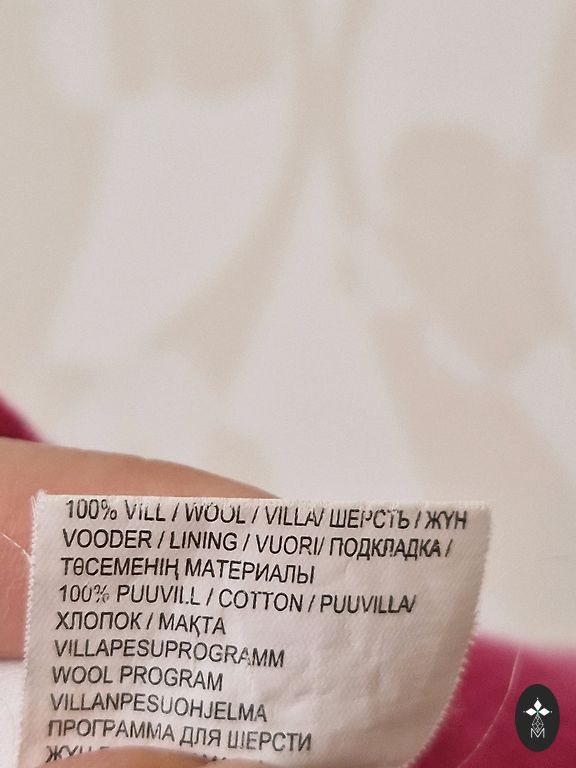 100% VILL / WOOL / VILLA/ ШЕРСТЬ / ЖҮН
VOODER / LINING / VUORI/ ПОДКЛАДКА /
ТӨСЕМЕНІҢ МАТЕРИАЛЫ
100% PUUVILL / COTTON / PUUVILLA/
ХЛОПОК / МАҚТА
VILLAPESUPROGRAMM
WOOL PROGRAM
VILLANPESUOHJELMA
ПРОГРАММА ДЛЯ ШЕРСТИ
ЖҮН
M